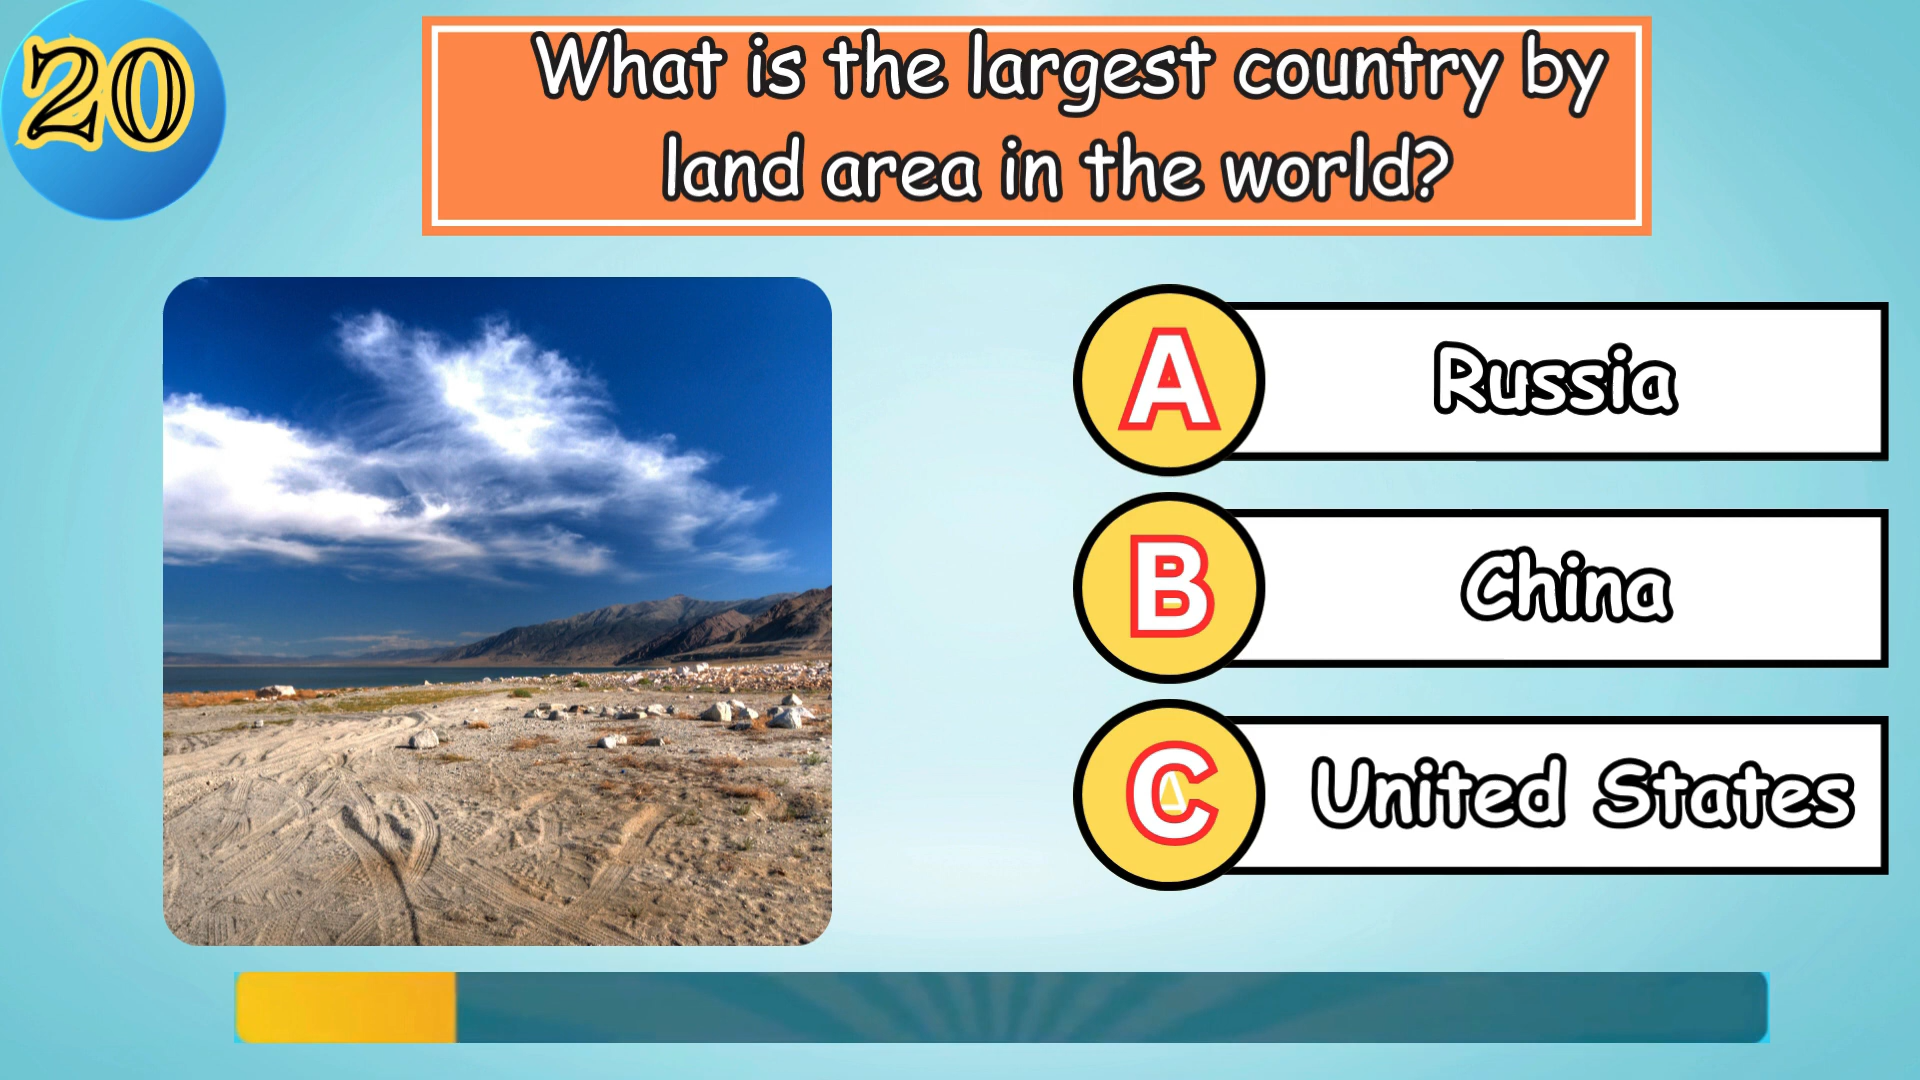 20
What is the largest country by
land area in the world?
A Russia
B China
C United States